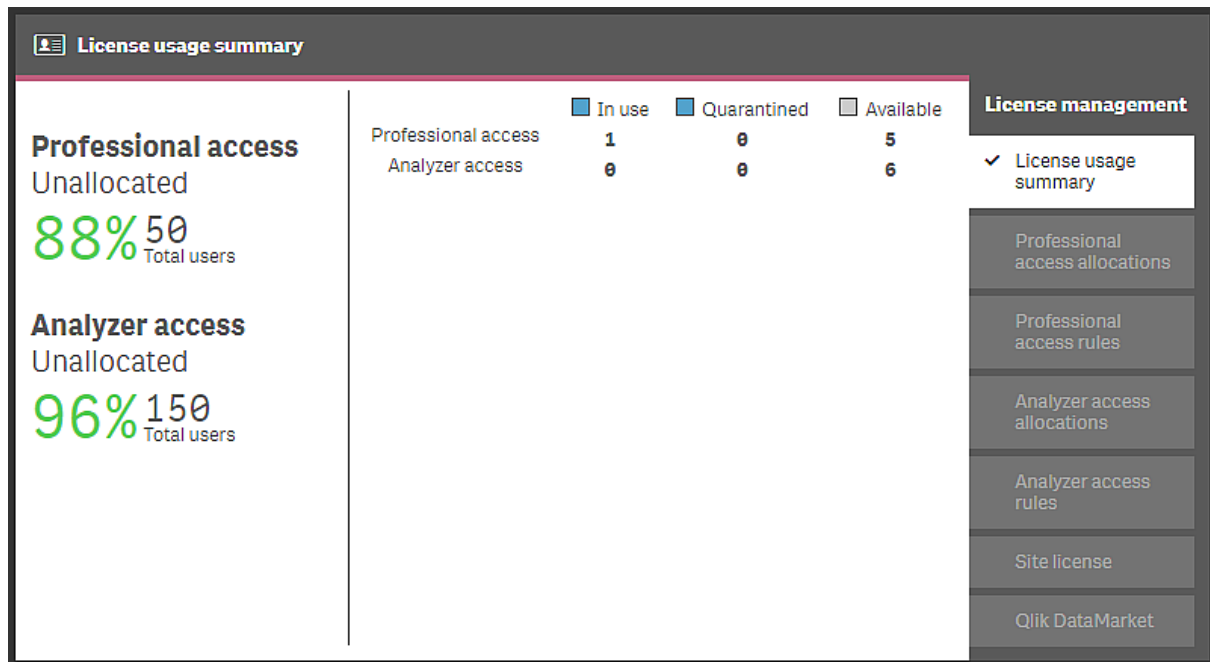 License usage summary
Professional access
Unallocated
88% 50
Total users
Analyzer access
Unallocated
96% 150
Total users
In use Quarantined Available
Professional access 1 0 5
Analyzer access 0 0 6
License management
License usage
summary
Professional
access allocations
Professional
access rules
Analyzer access
allocations
Analyzer access
rules
Site license
Qlik DataMarket